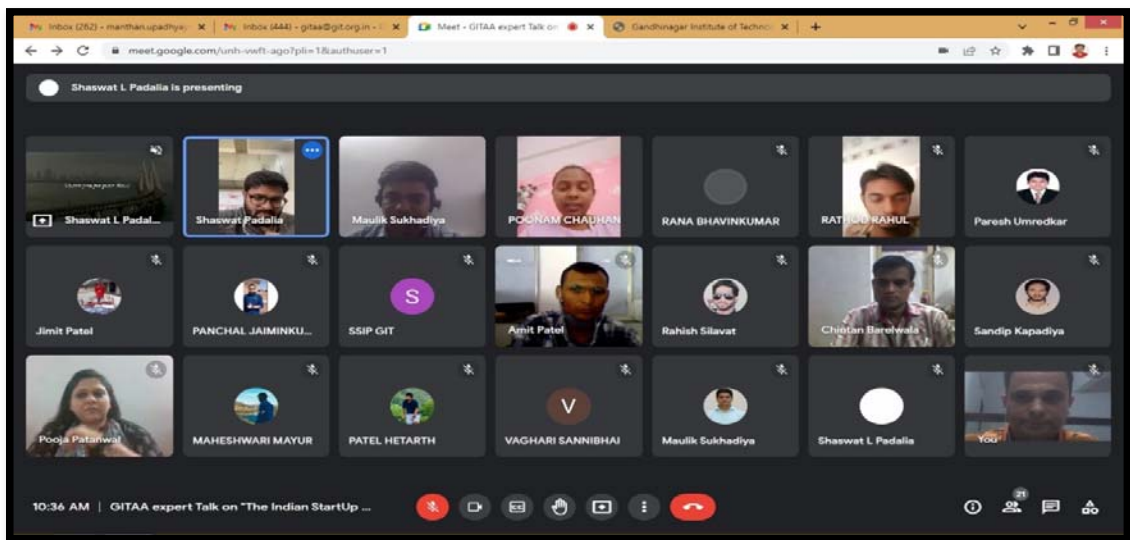 Inbox (262) - manthan.upadhyay
Inbox (444) - gitaa@git.org.in -
Meet - GITAA expert Talk on
Gandhinagar Institute of Technol
meet.google.com/unh-vwft-ago?pli=1&authuser=1
Shaswat L Padalia is presenting
Shaswat L Padal...
Shaswat Padalia
Maulik Sukhadiya
POONAM CHAUHAN
RANA BHAVINKUMAR
RATHOD RAHUL
Paresh Umredkar
Jimit Patel
PANCHAL JAIMINKU...
S
SSIP GIT
Amit Patel
Rahish Silavat
Chintan Barelwala
Sandip Kapadiya
Pooja Patanwal
MAHESHWARI MAYUR
PATEL HETARTH
V
VAGHARI SANNIBHAI
Maulik Sukhadiya
Shaswat L Padalia
You
10:36 AM | GITAA expert Talk on "The Indian StartUp ...
21